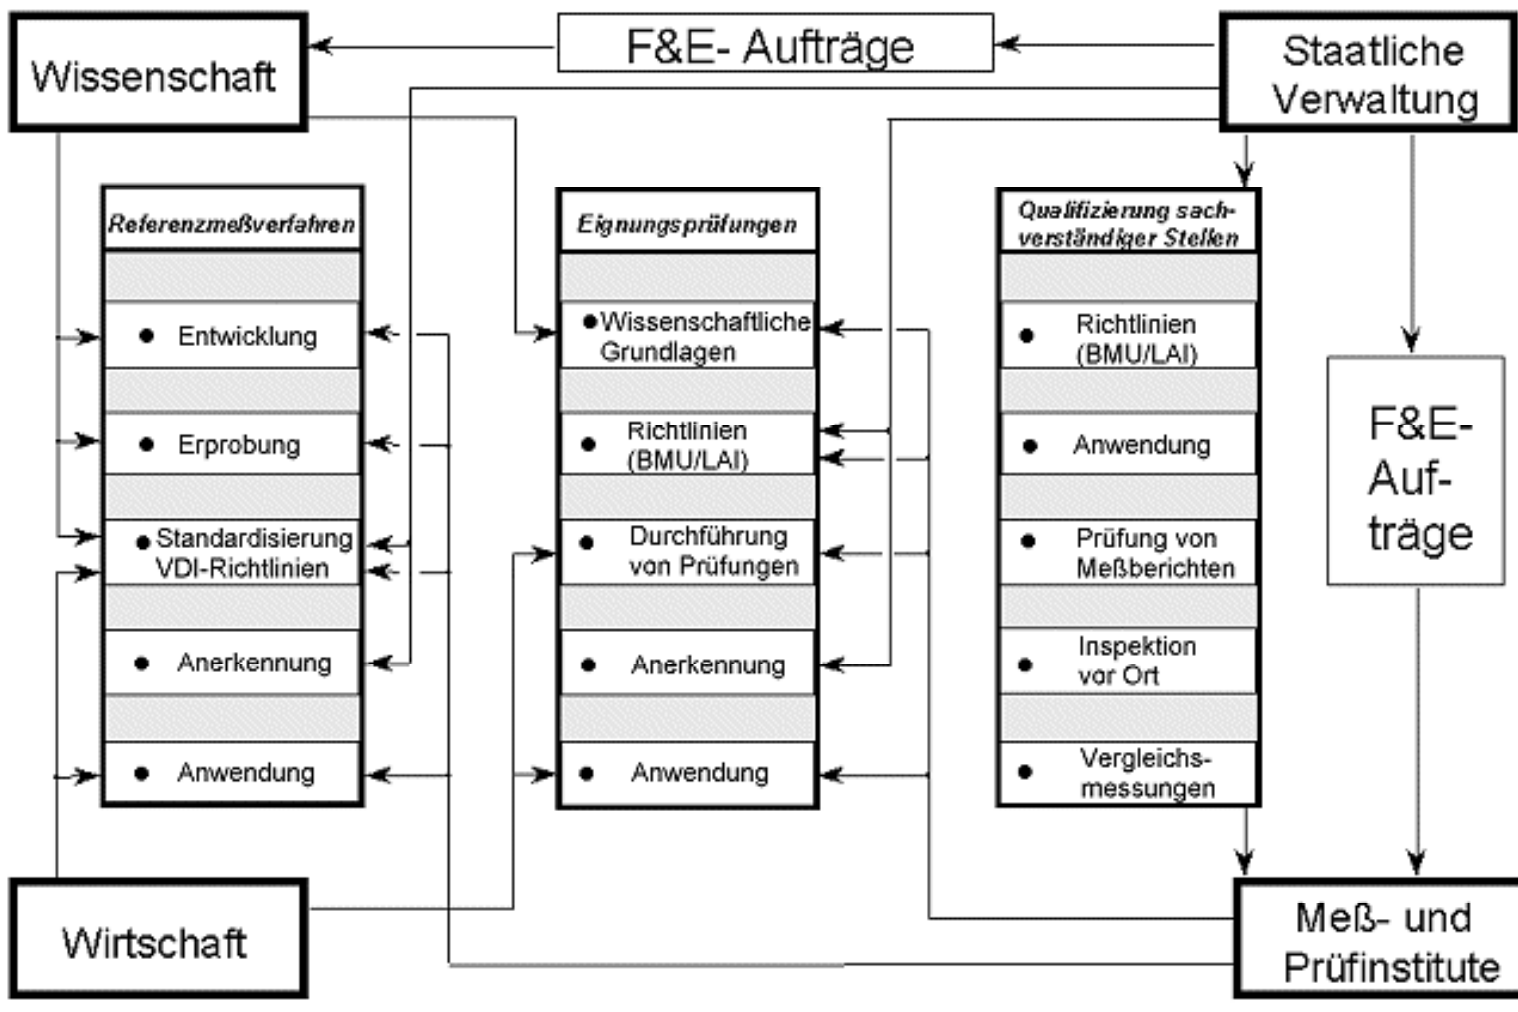 Wissenschaft
F&E- Aufträge
Staatliche
Verwaltung
Referenzmeßverfahren
Entwicklung
Erprobung
Standardisierung
VDI-Richtlinien
Anerkennung
Anwendung
Eignungsprüfungen
Wissenschaftliche
Grundlagen
Richtlinien
(BMU/LAI)
Durchführung
von Prüfungen
Anerkennung
Anwendung
Qualifizierung sach-
verständiger Stellen
Richtlinien
(BMU/LAI)
Anwendung
Prüfung von
Meßberichten
Inspektion
vor Ort
Vergleichs-
messungen
F&E-
Auf-
träge
Wirtschaft
Meß- und
Prüfinstitute